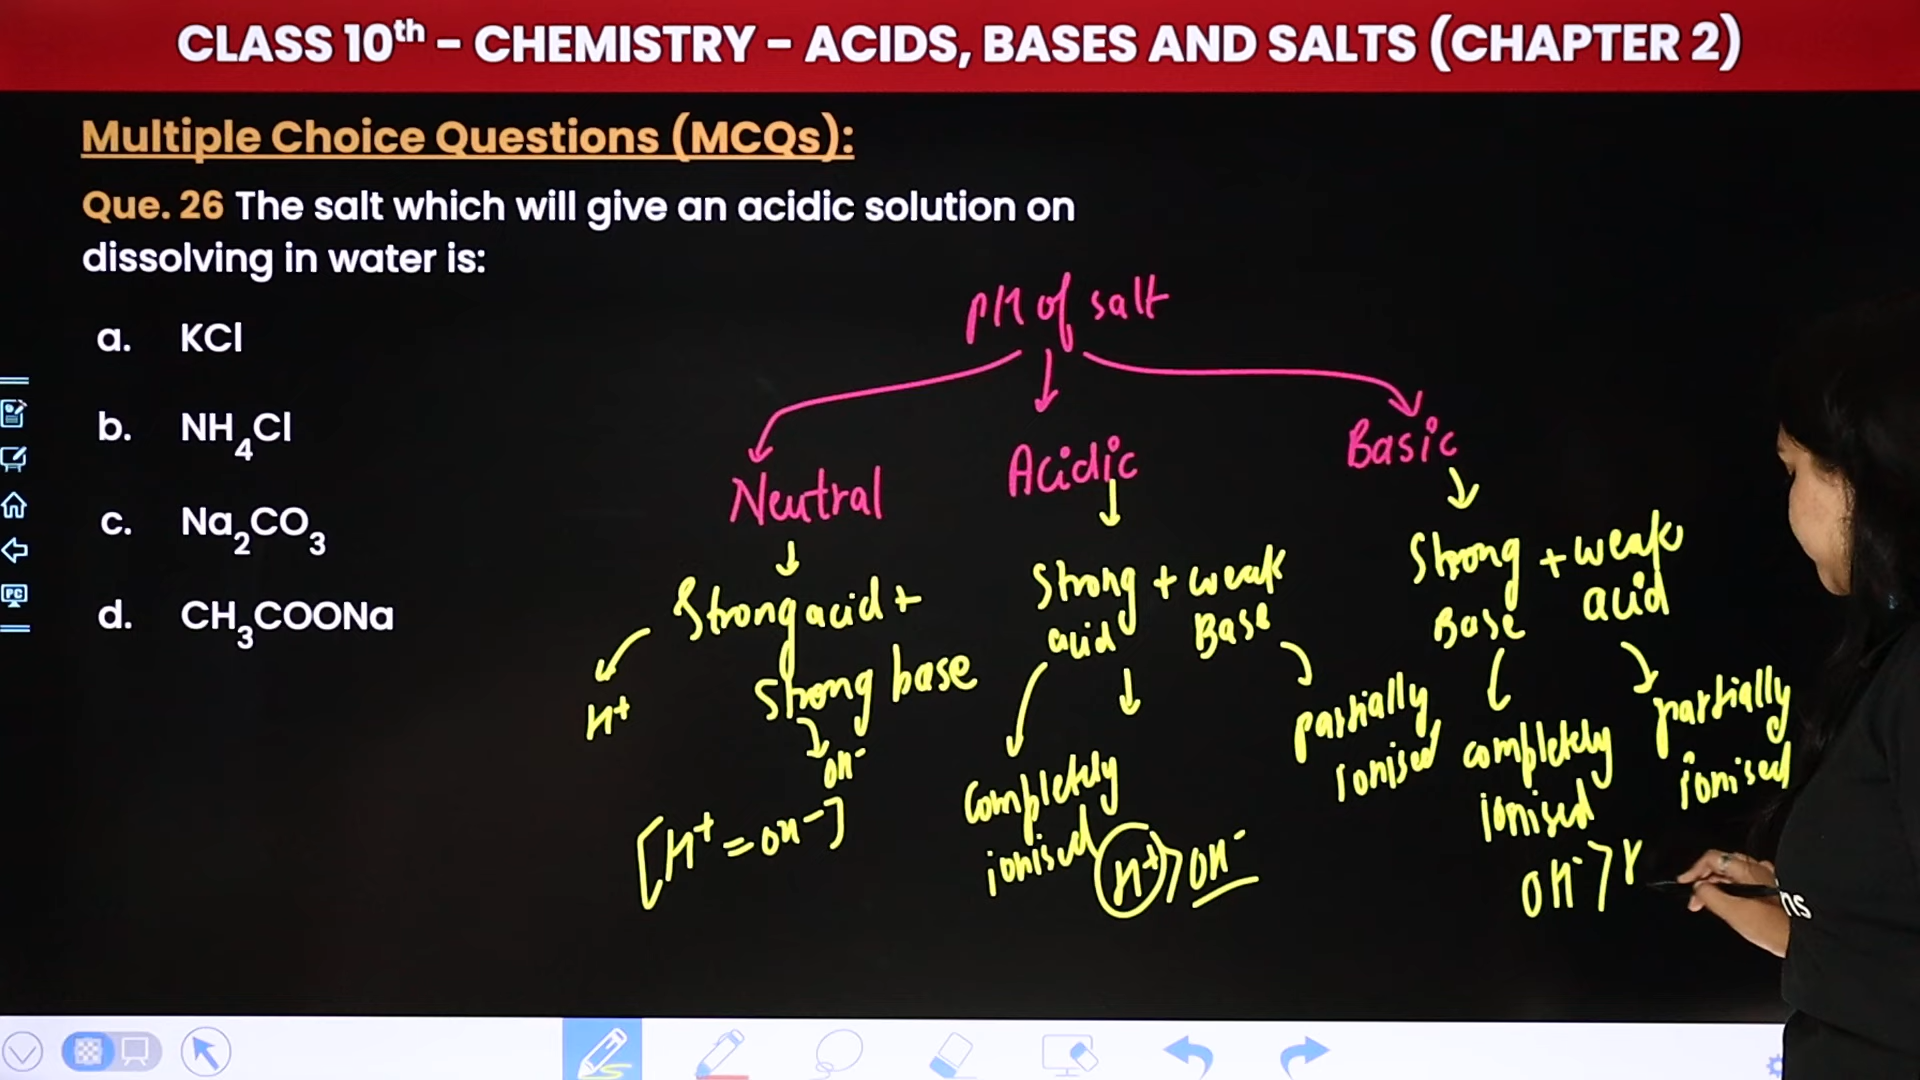 CLASS 10th - CHEMISTRY - ACIDS, BASES AND SALTS (CHAPTER 2)
Multiple Choice Questions (MCQs):
Que. 26 The salt which will give an acidic solution on
dissolving in water is:
a. KCl
b. NH4Cl
c. Na2CO3
d. CH3COONa
pH of salt
Neutral
Acidic
Basic
Strong acid +
Strong base
H+
OH-
[H+ = OH-]
Strong + weak
acid Base
completely
ionised
partially
ionised
H+ > OH-
Strong + weak
Base acid
completely
ionised
partially
ionised
OH- >
PC
ns